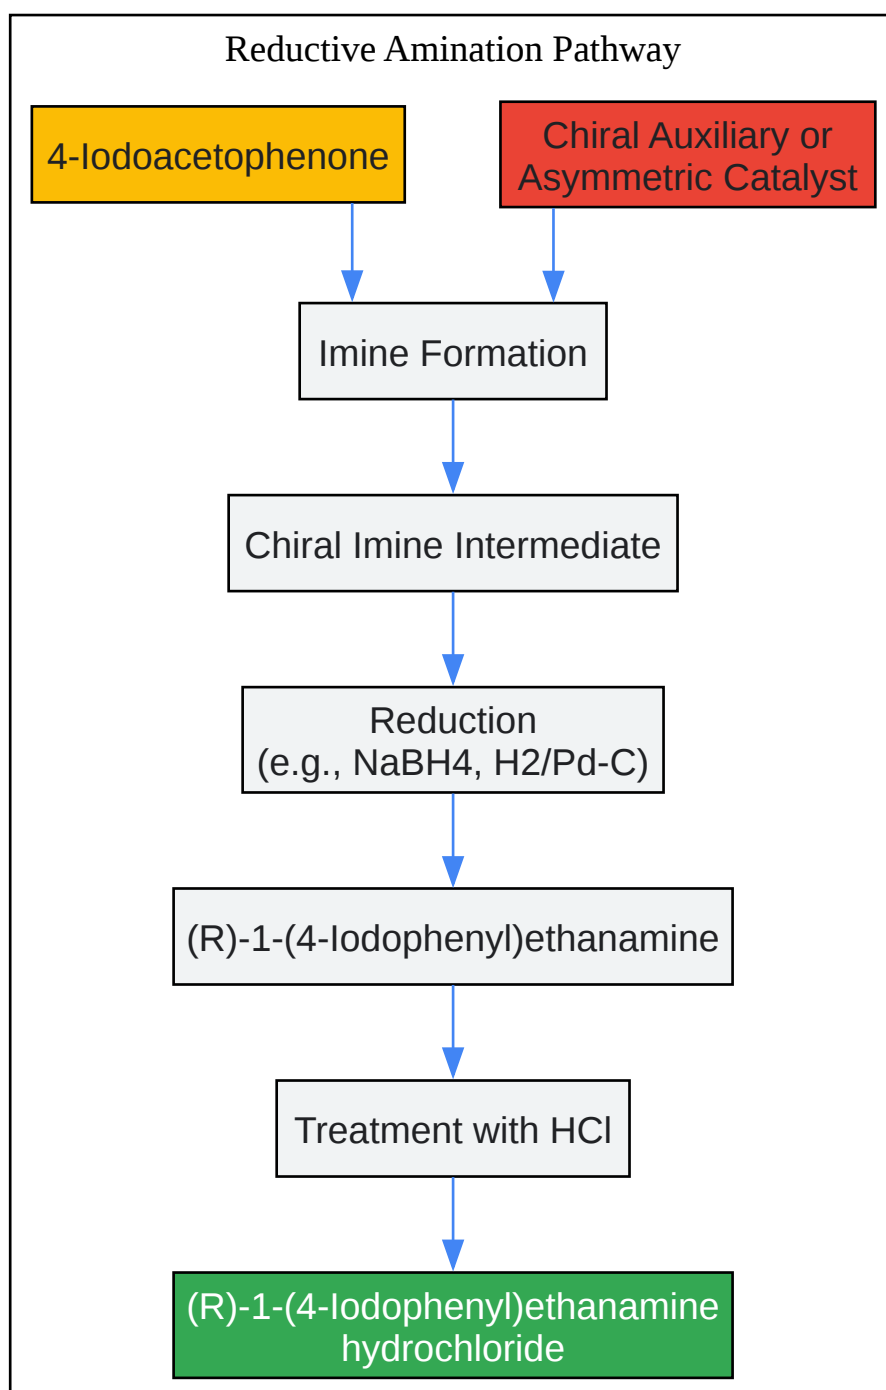 Reductive Amination Pathway
4-Iodoacetophenone
Chiral Auxiliary or
Asymmetric Catalyst
Imine Formation
Chiral Imine Intermediate
Reduction
(e.g., NaBH4, H2/Pd-C)
(R)-1-(4-Iodophenyl)ethanamine
Treatment with HCl
(R)-1-(4-Iodophenyl)ethanamine
hydrochloride